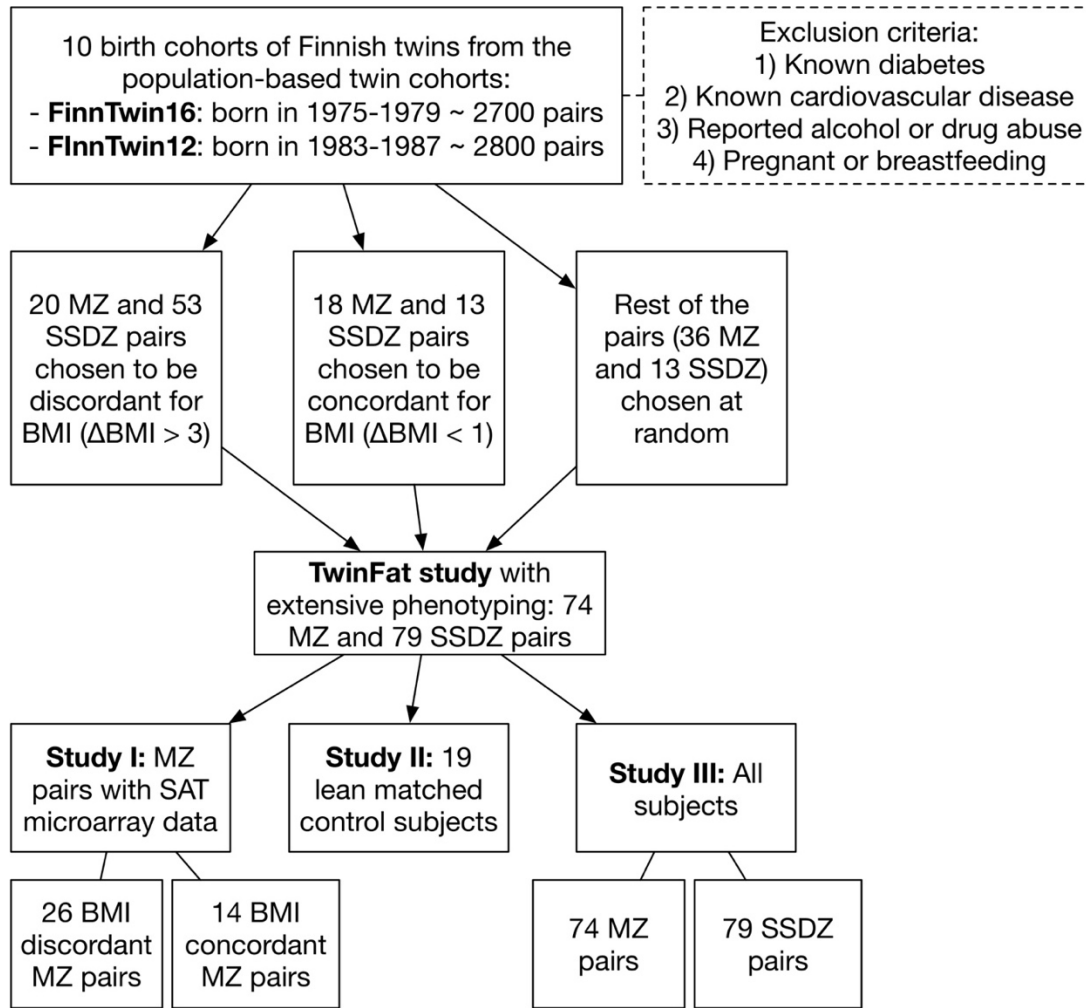 10 birth cohorts of Finnish twins from the
population-based twin cohorts:
- FinnTwin16: born in 1975-1979 ~ 2700 pairs
- FInnTwin12: born in 1983-1987 ~ 2800 pairs
Exclusion criteria:
1) Known diabetes
2) Known cardiovascular disease
3) Reported alcohol or drug abuse
4) Pregnant or breastfeeding
20 MZ and 53
SSDZ pairs
chosen to be
discordant for
BMI (ΔBMI > 3)
18 MZ and 13
SSDZ pairs
chosen to be
concordant for
BMI (ΔBMI < 1)
Rest of the
pairs (36 MZ
and 13 SSDZ)
chosen at
random
TwinFat study with
extensive phenotyping: 74
MZ and 79 SSDZ pairs
Study I: MZ
pairs with SAT
microarray data
Study II: 19
lean matched
control subjects
Study III: All
subjects
26 BMI
discordant
MZ pairs
14 BMI
concordant
MZ pairs
74 MZ
pairs
79 SSDZ
pairs